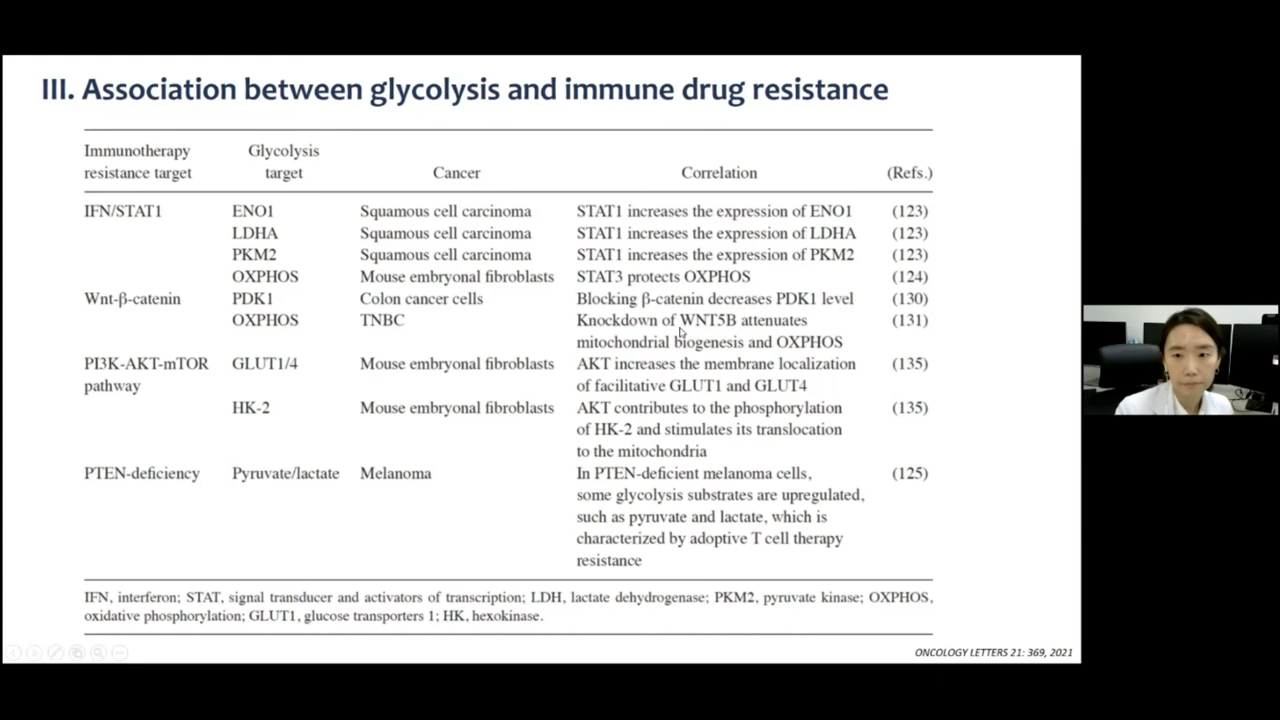 III. Association between glycolysis and immune drug resistance
Immunotherapy resistance target | Glycolysis target | Cancer | Correlation | (Refs.)
IFN/STAT1 ENO1 Squamous cell carcinoma STAT1 increases the expression of ENO1 (123)
LDHA Squamous cell carcinoma STAT1 increases the expression of LDHA (123)
PKM2 Squamous cell carcinoma STAT1 increases the expression of PKM2 (123)
OXPHOS Mouse embryonal fibroblasts STAT3 protects OXPHOS (124)
Wnt-β-catenin PDK1 Colon cancer cells Blocking β-catenin decreases PDK1 level (130)
OXPHOS TNBC Knockdown of WNT5B attenuates (131)
mitochondrial biogenesis and OXPHOS
PI3K-AKT-mTOR GLUT1/4 Mouse embryonal fibroblasts AKT increases the membrane localization (135)
pathway of facilitative GLUT1 and GLUT4
HK-2 Mouse embryonal fibroblasts AKT contributes to the phosphorylation (135)
of HK-2 and stimulates its translocation
to the mitochondria
PTEN-deficiency Pyruvate/lactate Melanoma In PTEN-deficient melanoma cells, (125)
some glycolysis substrates are upregulated,
such as pyruvate and lactate, which is
characterized by adoptive T cell therapy
resistance
IFN, interferon; STAT, signal transducer and activators of transcription; LDH, lactate dehydrogenase; PKM2, pyruvate kinase; OXPHOS,
oxidative phosphorylation; GLUT1, glucose transporters 1; HK, hexokinase.
ONCOLOGY LETTERS 21: 369, 2021